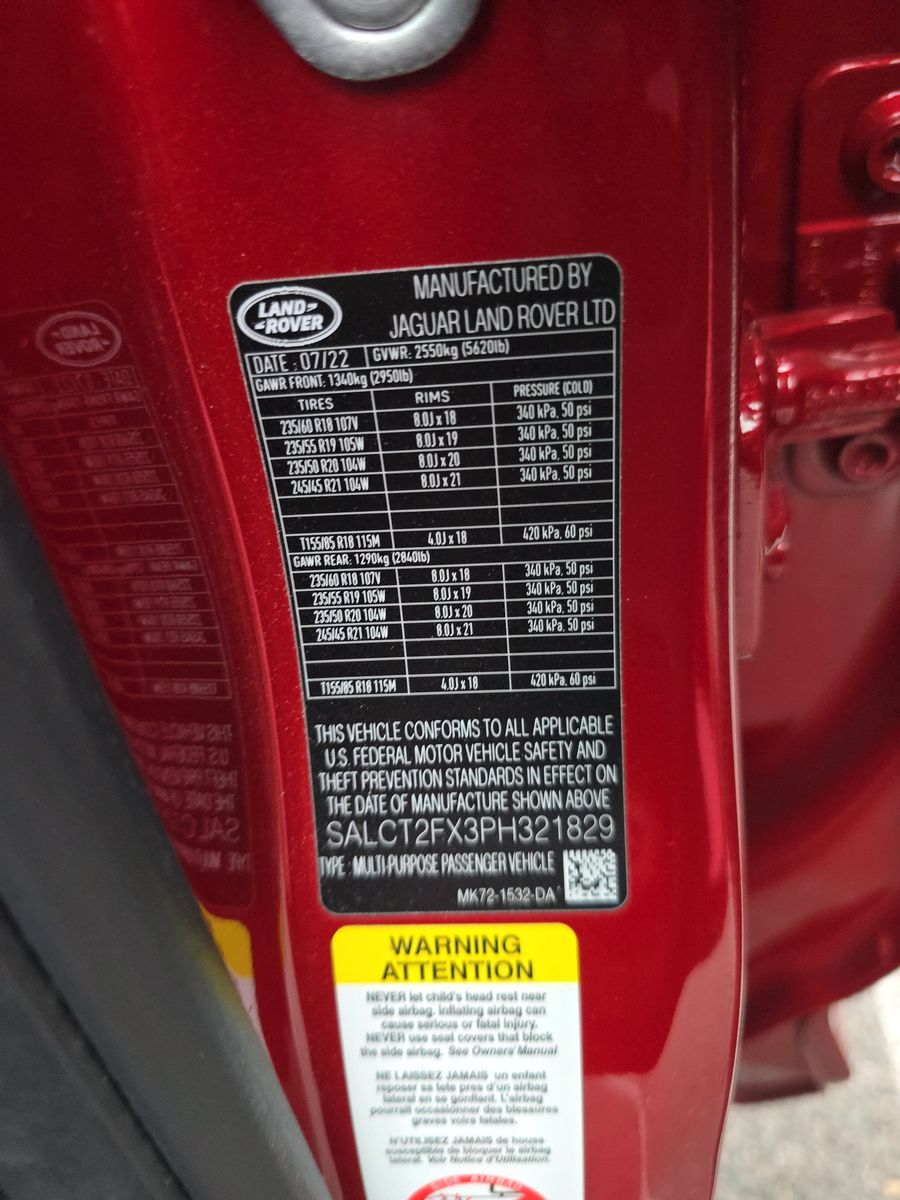 LAND-
-ROVER
MANUFACTURED BY
JAGUAR LAND ROVER LTD
DATE : 07/22 GVWR: 2550kg (5620lb)
GAWR FRONT: 1340kg (2950lb)
TIRES RIMS PRESSURE (COLD)
235/60 R18 107V 8.0J x 18 340 kPa, 50 psi
235/55 R19 105W 8.0J x 19 340 kPa, 50 psi
235/50 R20 104W 8.0J x 20 340 kPa, 50 psi
245/45 R21 104W 8.0J x 21 340 kPa, 50 psi
T155/85 R18 115M 4.0J x 18 420 kPa, 60 psi
GAWR REAR: 1290kg (2840lb)
235/60 R18 107V 8.0J x 18 340 kPa, 50 psi
235/55 R19 105W 8.0J x 19 340 kPa, 50 psi
235/50 R20 104W 8.0J x 20 340 kPa, 50 psi
245/45 R21 104W 8.0J x 21 340 kPa, 50 psi
T155/85 R18 115M 4.0J x 18 420 kPa, 60 psi
THIS VEHICLE CONFORMS TO ALL APPLICABLE
U.S. FEDERAL MOTOR VEHICLE SAFETY AND
THEFT PREVENTION STANDARDS IN EFFECT ON
THE DATE OF MANUFACTURE SHOWN ABOVE
SALCT2FX3PH321829
TYPE : MULTI-PURPOSE PASSENGER VEHICLE
MK72-1532-DA
WARNING
ATTENTION
NEVER let child's head rest near
side airbag. Inflating airbag can
cause serious or fatal injury.
NEVER use seat covers that block
the side airbag. See Owners' Manual
NE LAISSEZ JAMAIS un enfant
reposer sa tete pres d'un airbag
lateral en se gonflant. L'airbag
pourrait occasionner des blessures
graves voire fatales.
N'UTILISEZ JAMAIS de house
susceptible de bloquer le airbag
lateral. Voir Notice d'Utilisation.
SIDE AIRBAG